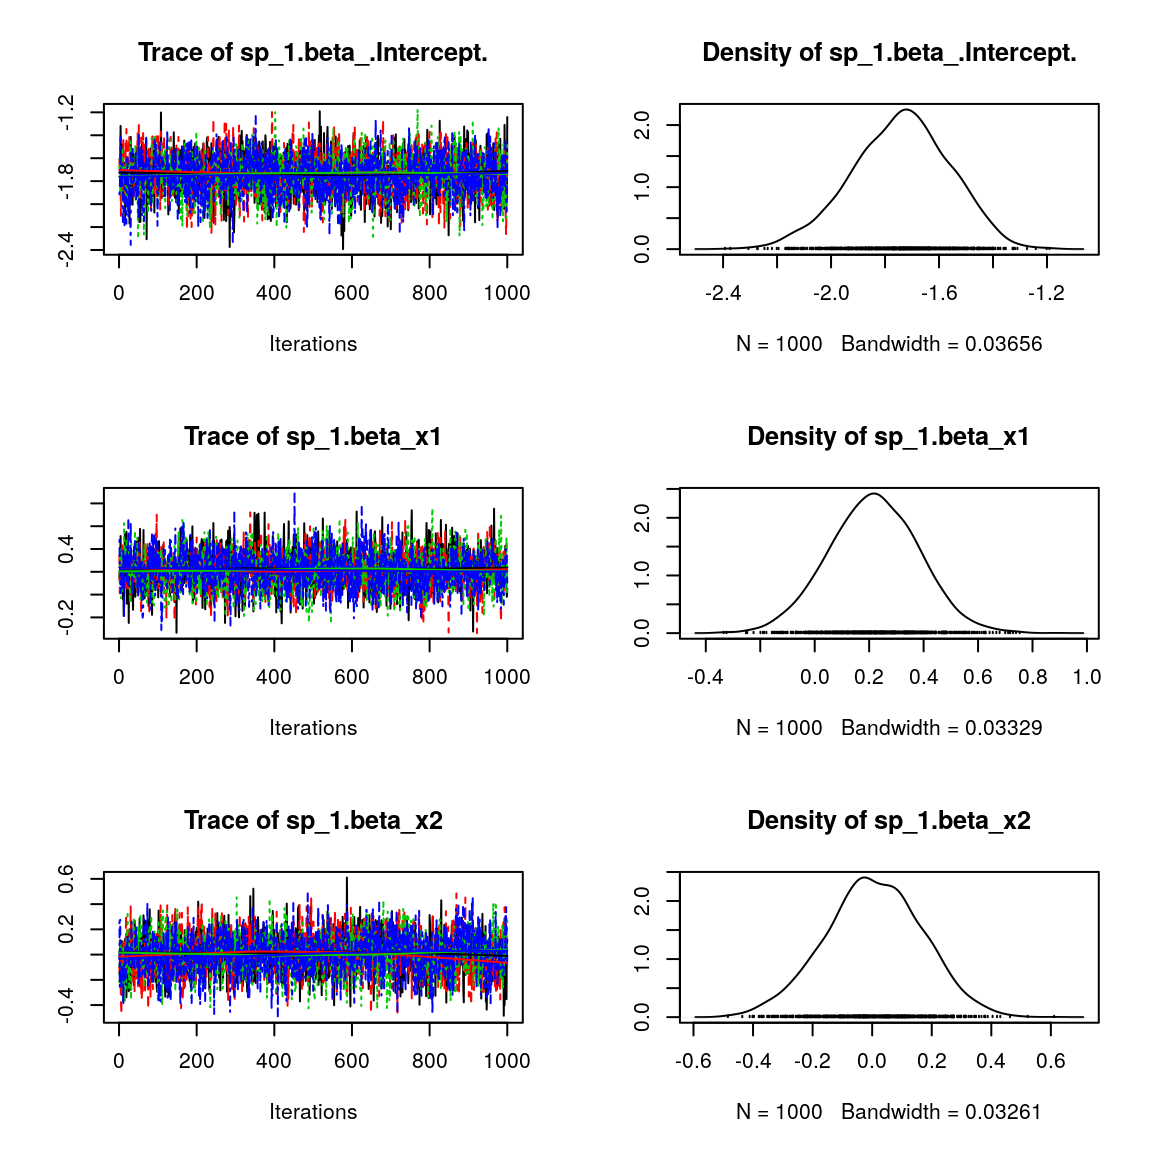 Trace of sp_1.beta_.Intercept.
-1.2
-1.8
-2.4
0 200 400 600 800 1000
Iterations
Density of sp_1.beta_.Intercept.
2.0
1.0
0.0
-2.4 -2.0 -1.6 -1.2
N = 1000 Bandwidth = 0.03656
Trace of sp_1.beta_x1
0.4
-0.2
0 200 400 600 800 1000
Iterations
Density of sp_1.beta_x1
2.0
1.0
0.0
-0.4 0.0 0.2 0.4 0.6 0.8 1.0
N = 1000 Bandwidth = 0.03329
Trace of sp_1.beta_x2
0.6
0.2
-0.4
0 200 400 600 800 1000
Iterations
Density of sp_1.beta_x2
2.0
1.0
0.0
-0.6 -0.4 -0.2 0.0 0.2 0.4 0.6
N = 1000 Bandwidth = 0.03261